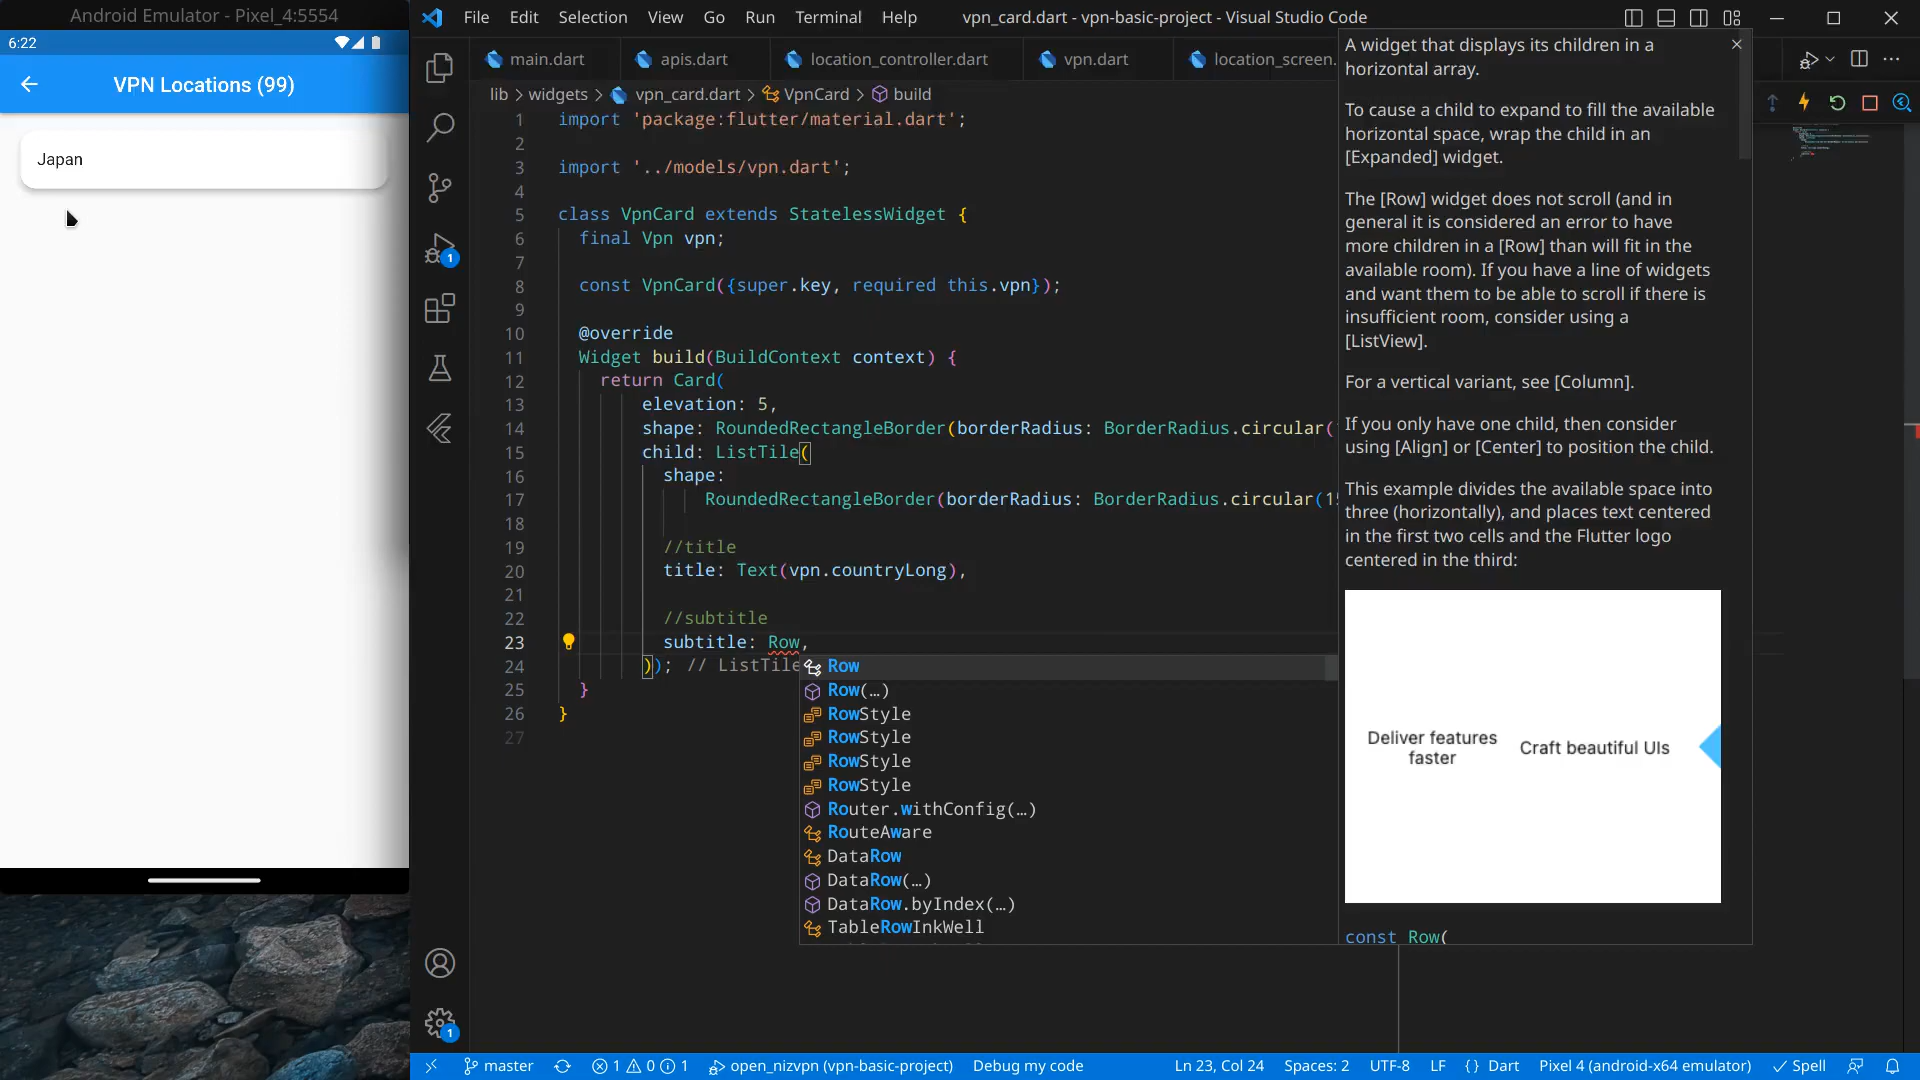 Android Emulator - Pixel_4:5554
6:22
VPN Locations (99)
Japan
File Edit Selection View Go Run Terminal Help
vpn_card.dart - vpn-basic-project - Visual Studio Code
main.dart apis.dart location_controller.dart vpn.dart location_screen.
lib > widgets > vpn_card.dart > VpnCard > build
1 import 'package:flutter/material.dart';
2
3 import '../models/vpn.dart';
4
5 class VpnCard extends StatelessWidget {
6 final Vpn vpn;
7
8 const VpnCard({super.key, required this.vpn});
9
10 @override
11 Widget build(BuildContext context) {
12 return Card(
13 elevation: 5,
14 shape: RoundedRectangleBorder(borderRadius: BorderRadius.circular(
15 child: ListTile(
16 shape:
17 RoundedRectangleBorder(borderRadius: BorderRadius.circular(15
18
19 //title
20 title: Text(vpn.countryLong),
21
22 //subtitle
23 subtitle: Row,
24 )); // ListTile
25 }
26 }
27
Row
Row(…)
RowStyle
RowStyle
RowStyle
RowStyle
Router.withConfig(…)
RouteAware
DataRow
DataRow(…)
DataRow.byIndex(…)
TableRowInkWell
A widget that displays its children in a
horizontal array.
To cause a child to expand to fill the available
horizontal space, wrap the child in an
[Expanded] widget.
The [Row] widget does not scroll (and in
general it is considered an error to have
more children in a [Row] than will fit in the
available room). If you have a line of widgets
and want them to be able to scroll if there is
insufficient room, consider using a
[ListView].
For a vertical variant, see [Column].
If you only have one child, then consider
using [Align] or [Center] to position the child.
This example divides the available space into
three (horizontally), and places text centered
in the first two cells and the Flutter logo
centered in the third:
Deliver features
faster
Craft beautiful UIs
const Row(
1
1
master 1 0 1 open_nizvpn (vpn-basic-project) Debug my code Ln 23, Col 24 Spaces: 2 UTF-8 LF {} Dart Pixel 4 (android-x64 emulator) Spell